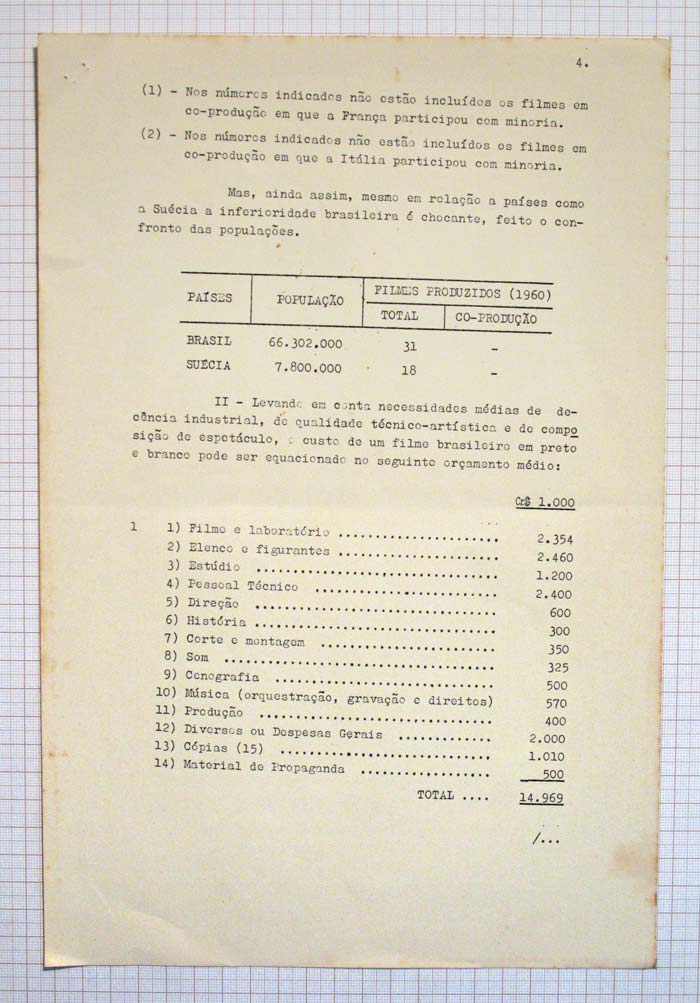 4.
(1) - Nos números indicados não estão incluídos os filmes em
co-produção em que a França participou com minoria.
(2) - Nos números indicados não estão incluídos os filmes em
co-produção em que a Itália participou com minoria.
Mas, ainda assim, mesmo em relação a países como
a Suécia a inferioridade brasileira é chocante, feito o con-
fronto das populações.
PAÍSES POPULAÇÃO FILMES PRODUZIDOS (1960)
TOTAL CO-PRODUÇÃO
BRASIL 66.302.000 31 -
SUÉCIA 7.800.000 18 -
II - Levando em conta necessidades médias de de-
cência industrial, de qualidade técnico-artística e de compo
sição de espetáculo, o custo de um filme brasileiro em preto
e branco pode ser equacionado no seguinte orçamento médio:
Cr$ 1.000
1 1) Filme e laboratório ...................... 2.354
2) Elenco e figurantes ...................... 2.460
3) Estúdio ................................. 1.200
4) Pessoal Técnico ......................... 2.400
5) Direção ................................. 600
6) História ................................. 300
7) Corte e montagem ........................ 350
8) Som ..................................... 325
9) Cenografia .............................. 500
10) Música (orquestração, gravação e direitos) 570
11) Produção ................................ 400
12) Diversos ou Despesas Gerais ............. 2.000
13) Cópias (15) ............................. 1.010
14) Material de Propaganda .................. 500
TOTAL .... 14.969
/...